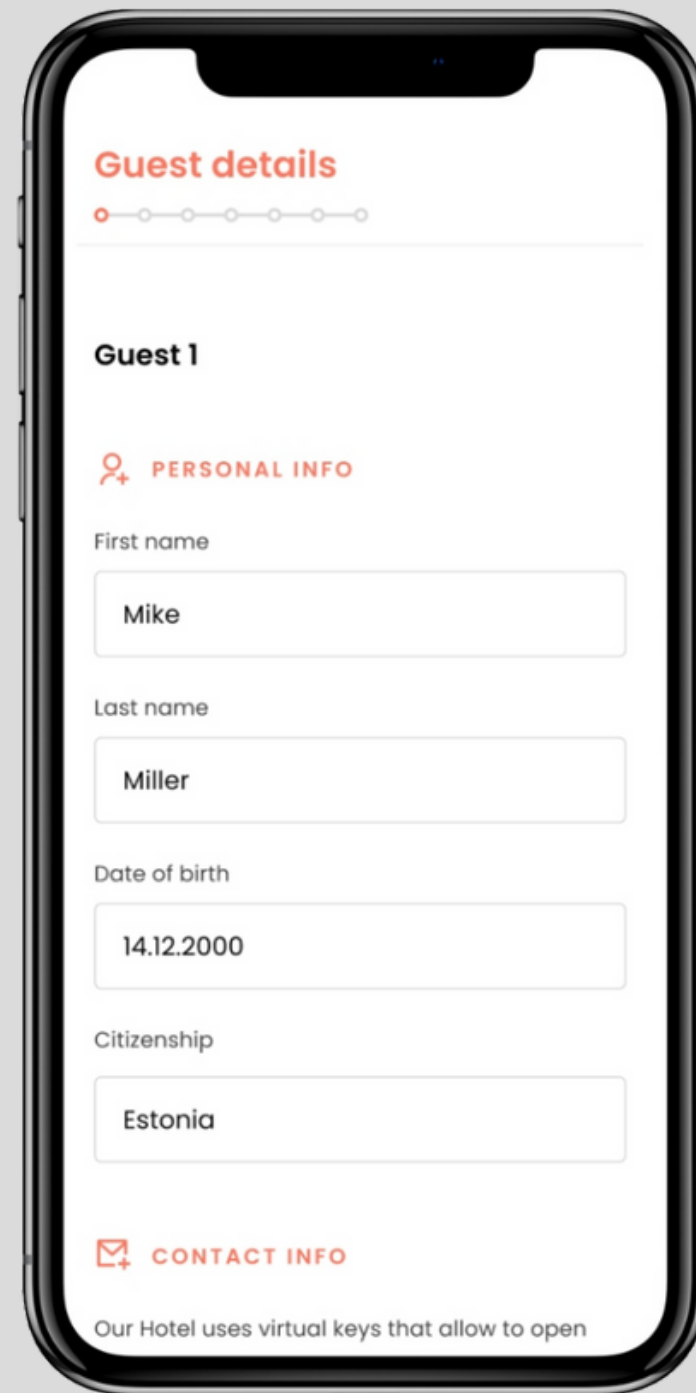 Guest details
Guest 1
PERSONAL INFO
First name
Mike
Last name
Miller
Date of birth
14.12.2000
Citizenship
Estonia
CONTACT INFO
Our Hotel uses virtual keys that allow to open